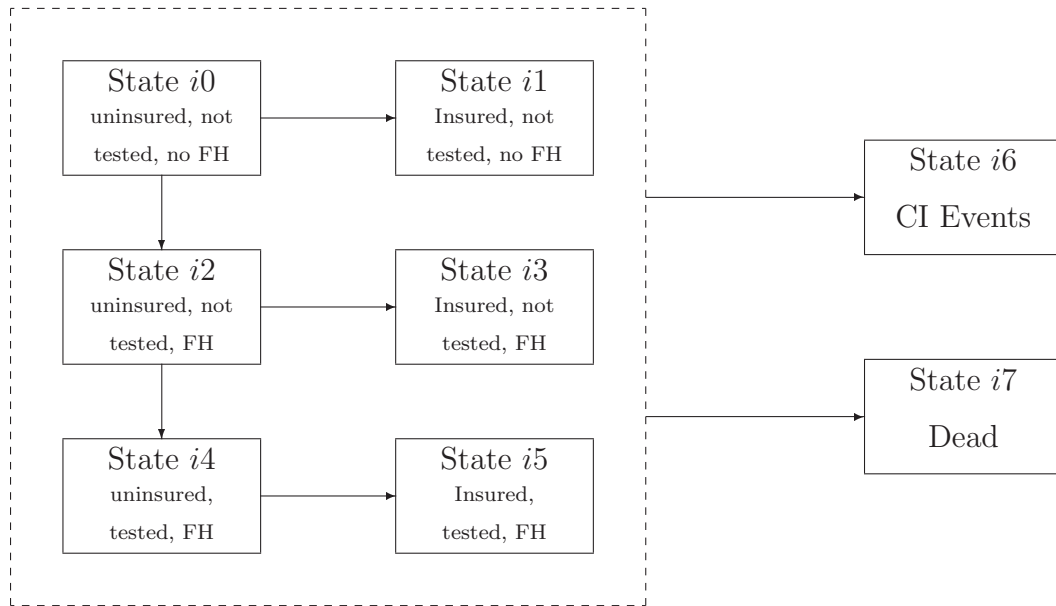 State i0
uninsured, not
tested, no FH
State i1
Insured, not
tested, no FH
State i2
uninsured, not
tested, FH
State i3
Insured, not
tested, FH
State i4
uninsured,
tested, FH
State i5
Insured,
tested, FH
State i6
CI Events
State i7
Dead